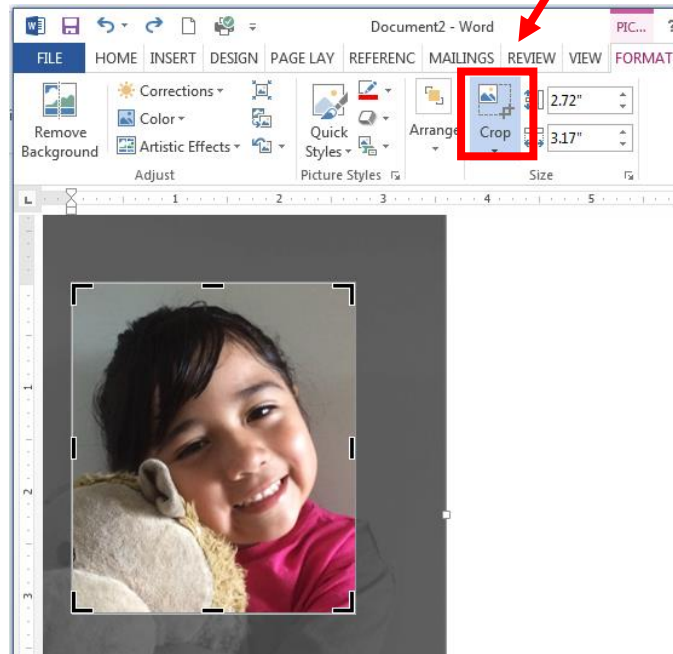 Document2 - Word
PIC...
?
FILE HOME INSERT DESIGN PAGE LAY REFERENC MAILINGS REVIEW VIEW FORMAT
Remove
Background
Corrections
Color
Artistic Effects
Adjust
Quick
Styles
Picture Styles
Arrange
Crop
2.72"
3.17"
Size
L
1 2 3 4 5
1
2
3